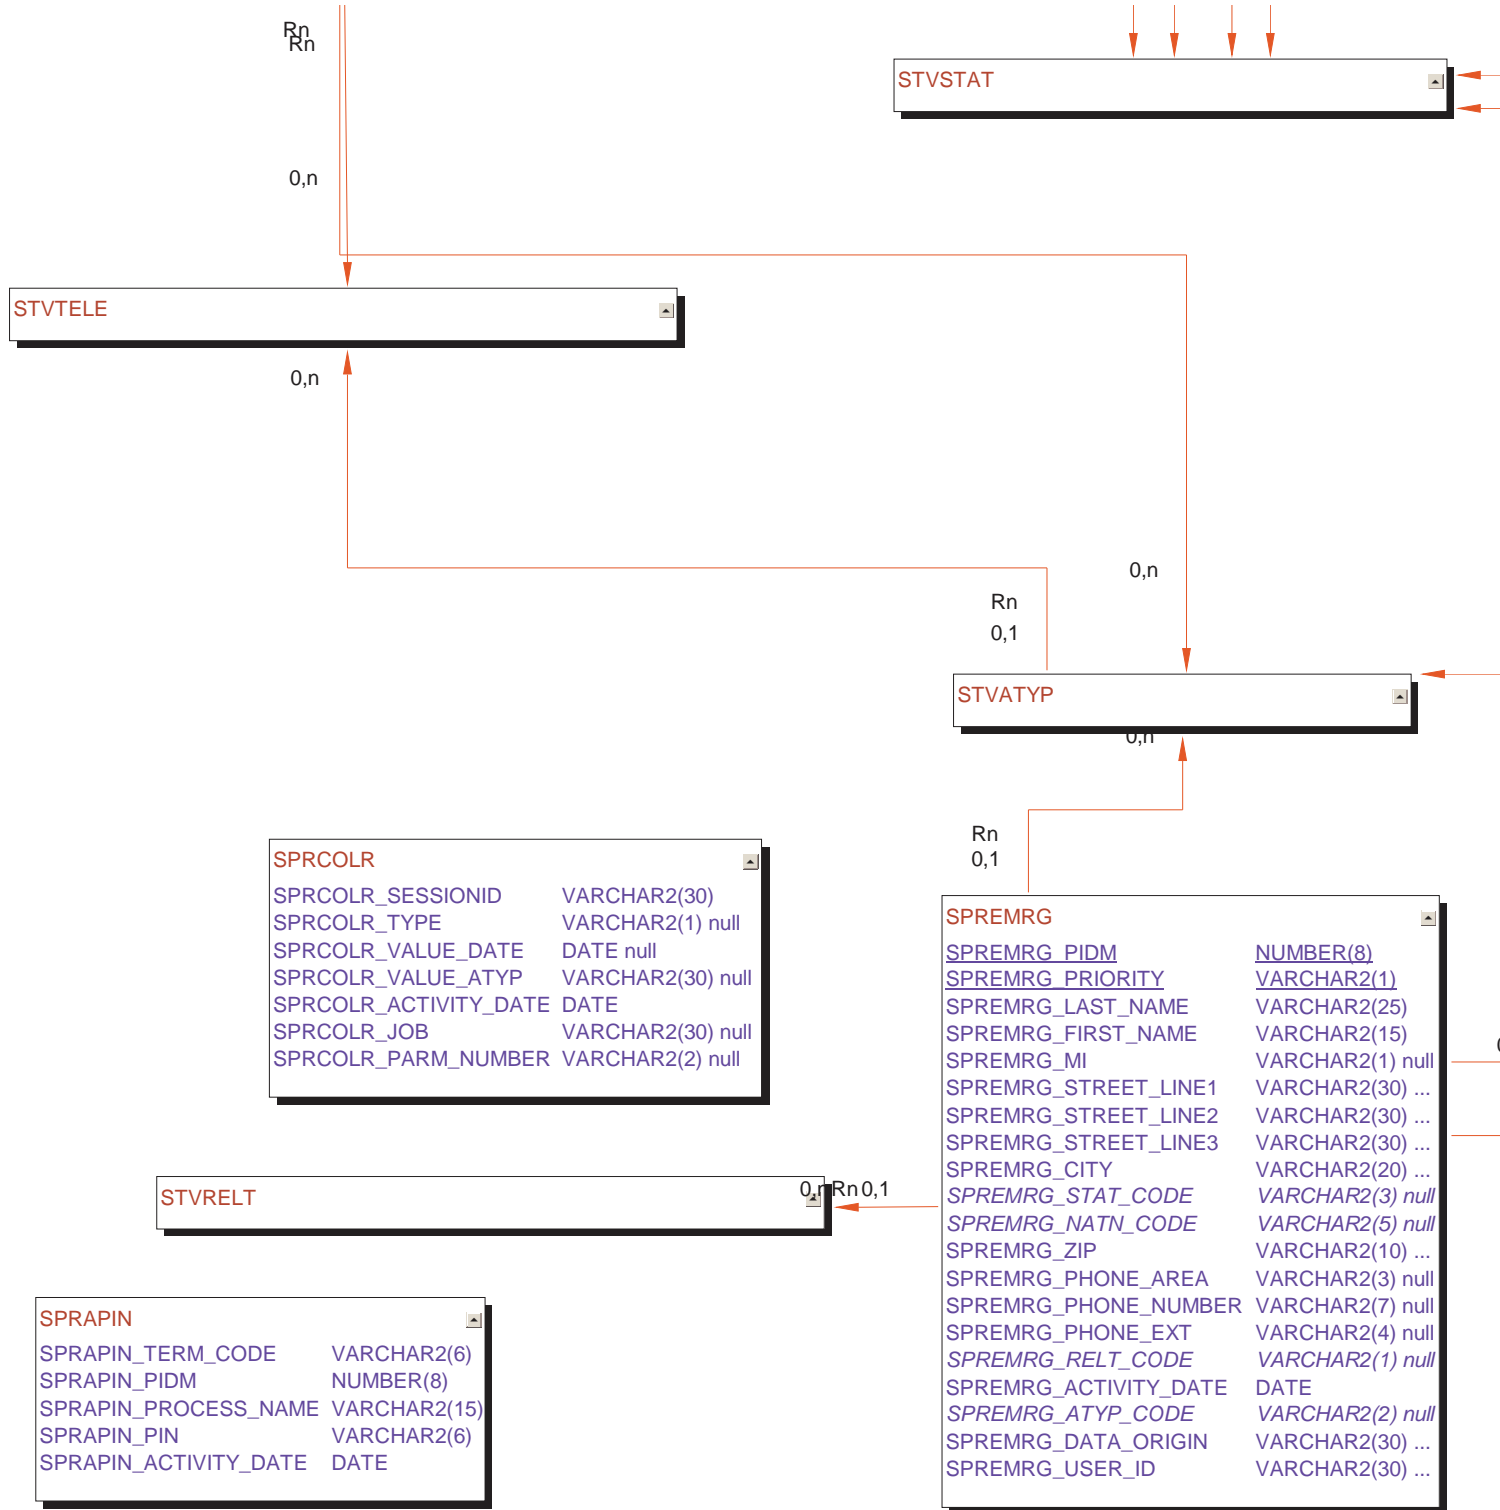 Rn
Rn
STVSTAT
0,n
STVTELE
0,n
0,n
Rn
0,1
STVATYP
0,n
Rn
0,1
SPRCOLR
SPRCOLR_SESSIONID VARCHAR2(30)
SPRCOLR_TYPE VARCHAR2(1) null
SPRCOLR_VALUE_DATE DATE null
SPRCOLR_VALUE_ATYP VARCHAR2(30) null
SPRCOLR_ACTIVITY_DATE DATE
SPRCOLR_JOB VARCHAR2(30) null
SPRCOLR_PARM_NUMBER VARCHAR2(2) null
SPREMRG
SPREMRG_PIDM NUMBER(8)
SPREMRG_PRIORITY VARCHAR2(1)
SPREMRG_LAST_NAME VARCHAR2(25)
SPREMRG_FIRST_NAME VARCHAR2(15)
SPREMRG_MI VARCHAR2(1) null
SPREMRG_STREET_LINE1 VARCHAR2(30) ...
SPREMRG_STREET_LINE2 VARCHAR2(30) ...
SPREMRG_STREET_LINE3 VARCHAR2(30) ...
SPREMRG_CITY VARCHAR2(20) ...
SPREMRG_STAT_CODE VARCHAR2(3) null
SPREMRG_NATN_CODE VARCHAR2(5) null
SPREMRG_ZIP VARCHAR2(10) ...
SPREMRG_PHONE_AREA VARCHAR2(3) null
SPREMRG_PHONE_NUMBER VARCHAR2(7) null
SPREMRG_PHONE_EXT VARCHAR2(4) null
SPREMRG_RELT_CODE VARCHAR2(1) null
SPREMRG_ACTIVITY_DATE DATE
SPREMRG_ATYP_CODE VARCHAR2(2) null
SPREMRG_DATA_ORIGIN VARCHAR2(30) ...
SPREMRG_USER_ID VARCHAR2(30) ...
STVRELT
0,n Rn 0,1
SPRAPIN
SPRAPIN_TERM_CODE VARCHAR2(6)
SPRAPIN_PIDM NUMBER(8)
SPRAPIN_PROCESS_NAME VARCHAR2(15)
SPRAPIN_PIN VARCHAR2(6)
SPRAPIN_ACTIVITY_DATE DATE